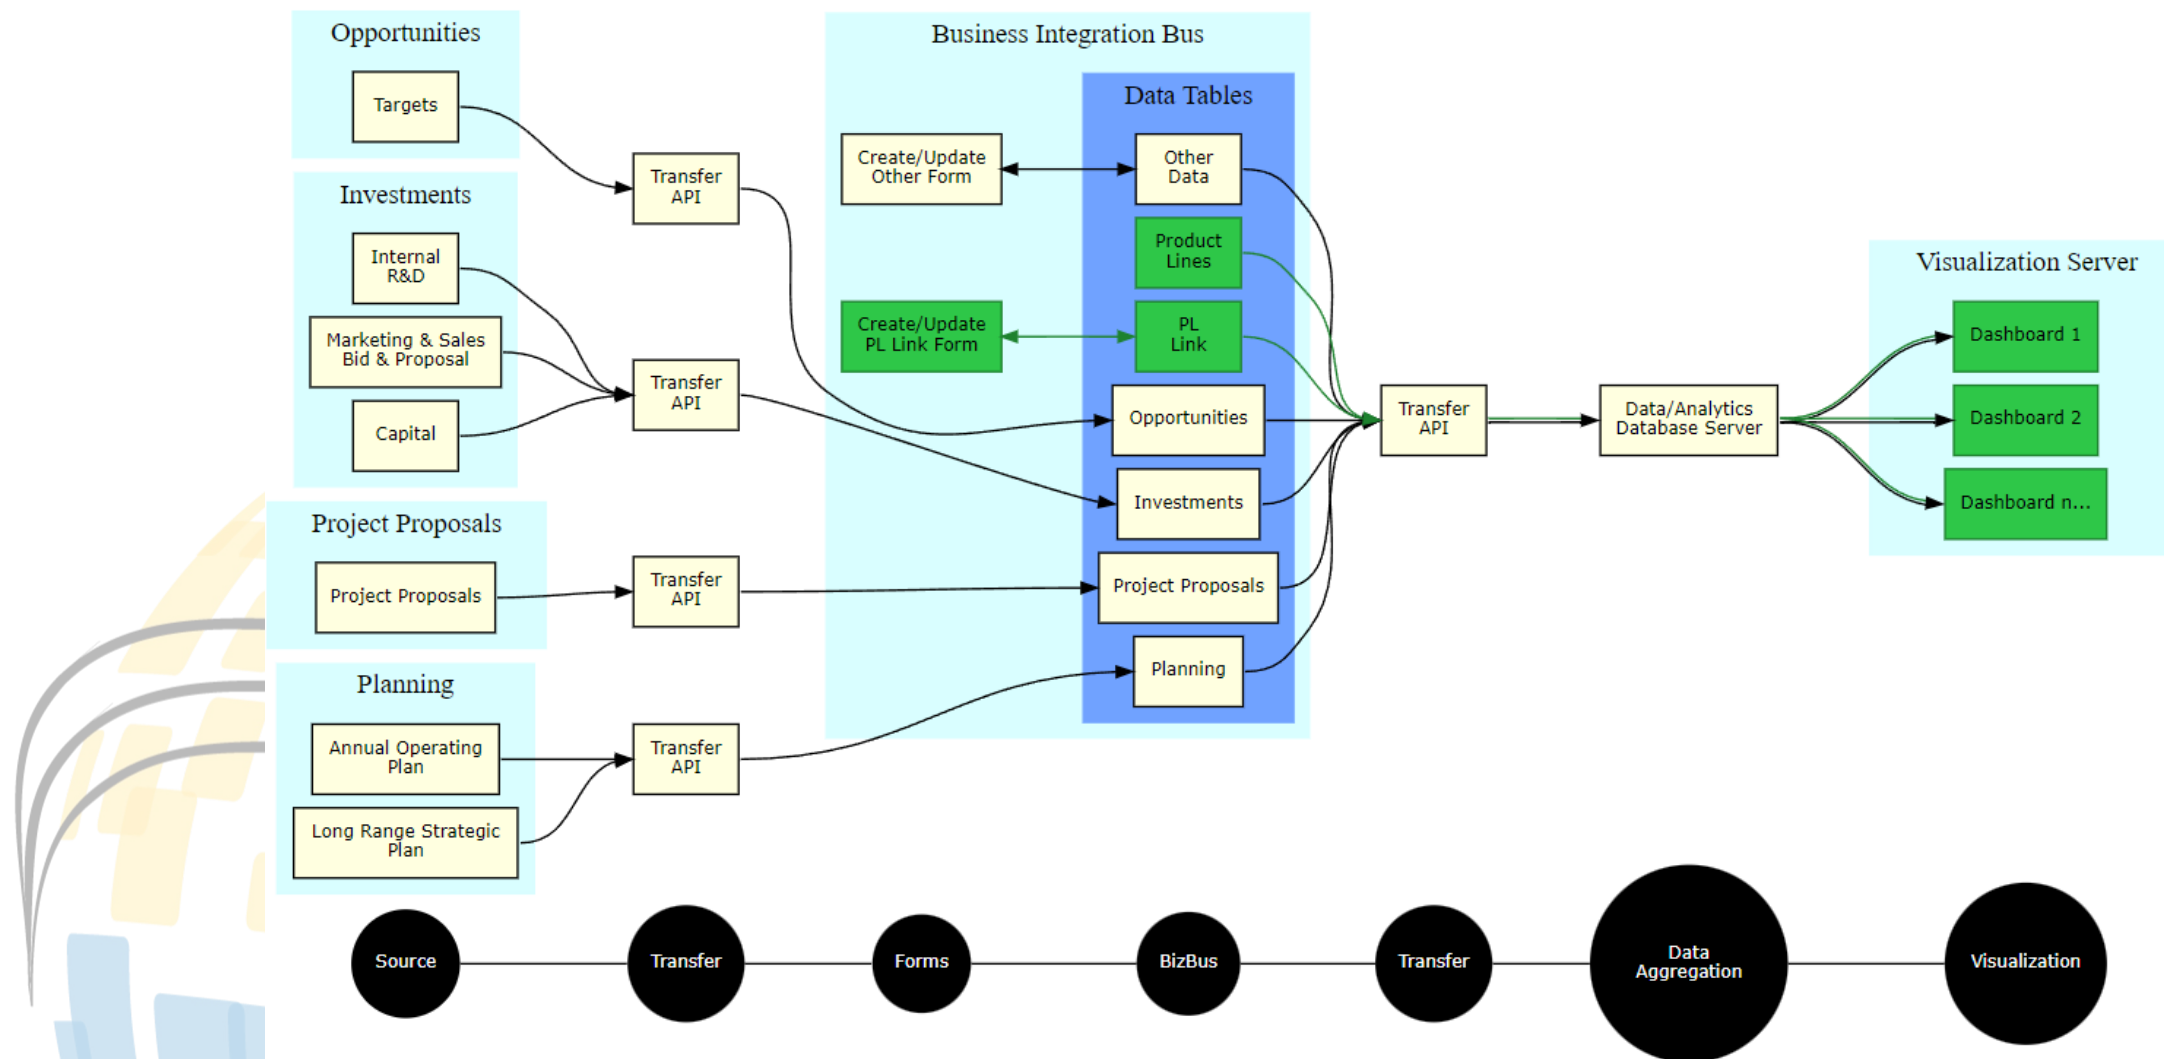 Opportunities
Targets
Investments
Internal
R&D
Marketing & Sales
Bid & Proposal
Capital
Project Proposals
Project Proposals
Planning
Annual Operating
Plan
Long Range Strategic
Plan
Transfer
API
Transfer
API
Transfer
API
Transfer
API
Business Integration Bus
Create/Update
Other Form
Create/Update
PL Link Form
Data Tables
Other
Data
Product
Lines
PL
Link
Opportunities
Investments
Project Proposals
Planning
Transfer
API
Data/Analytics
Database Server
Visualization Server
Dashboard 1
Dashboard 2
Dashboard n...
Source
Transfer
Forms
BizBus
Transfer
Data
Aggregation
Visualization